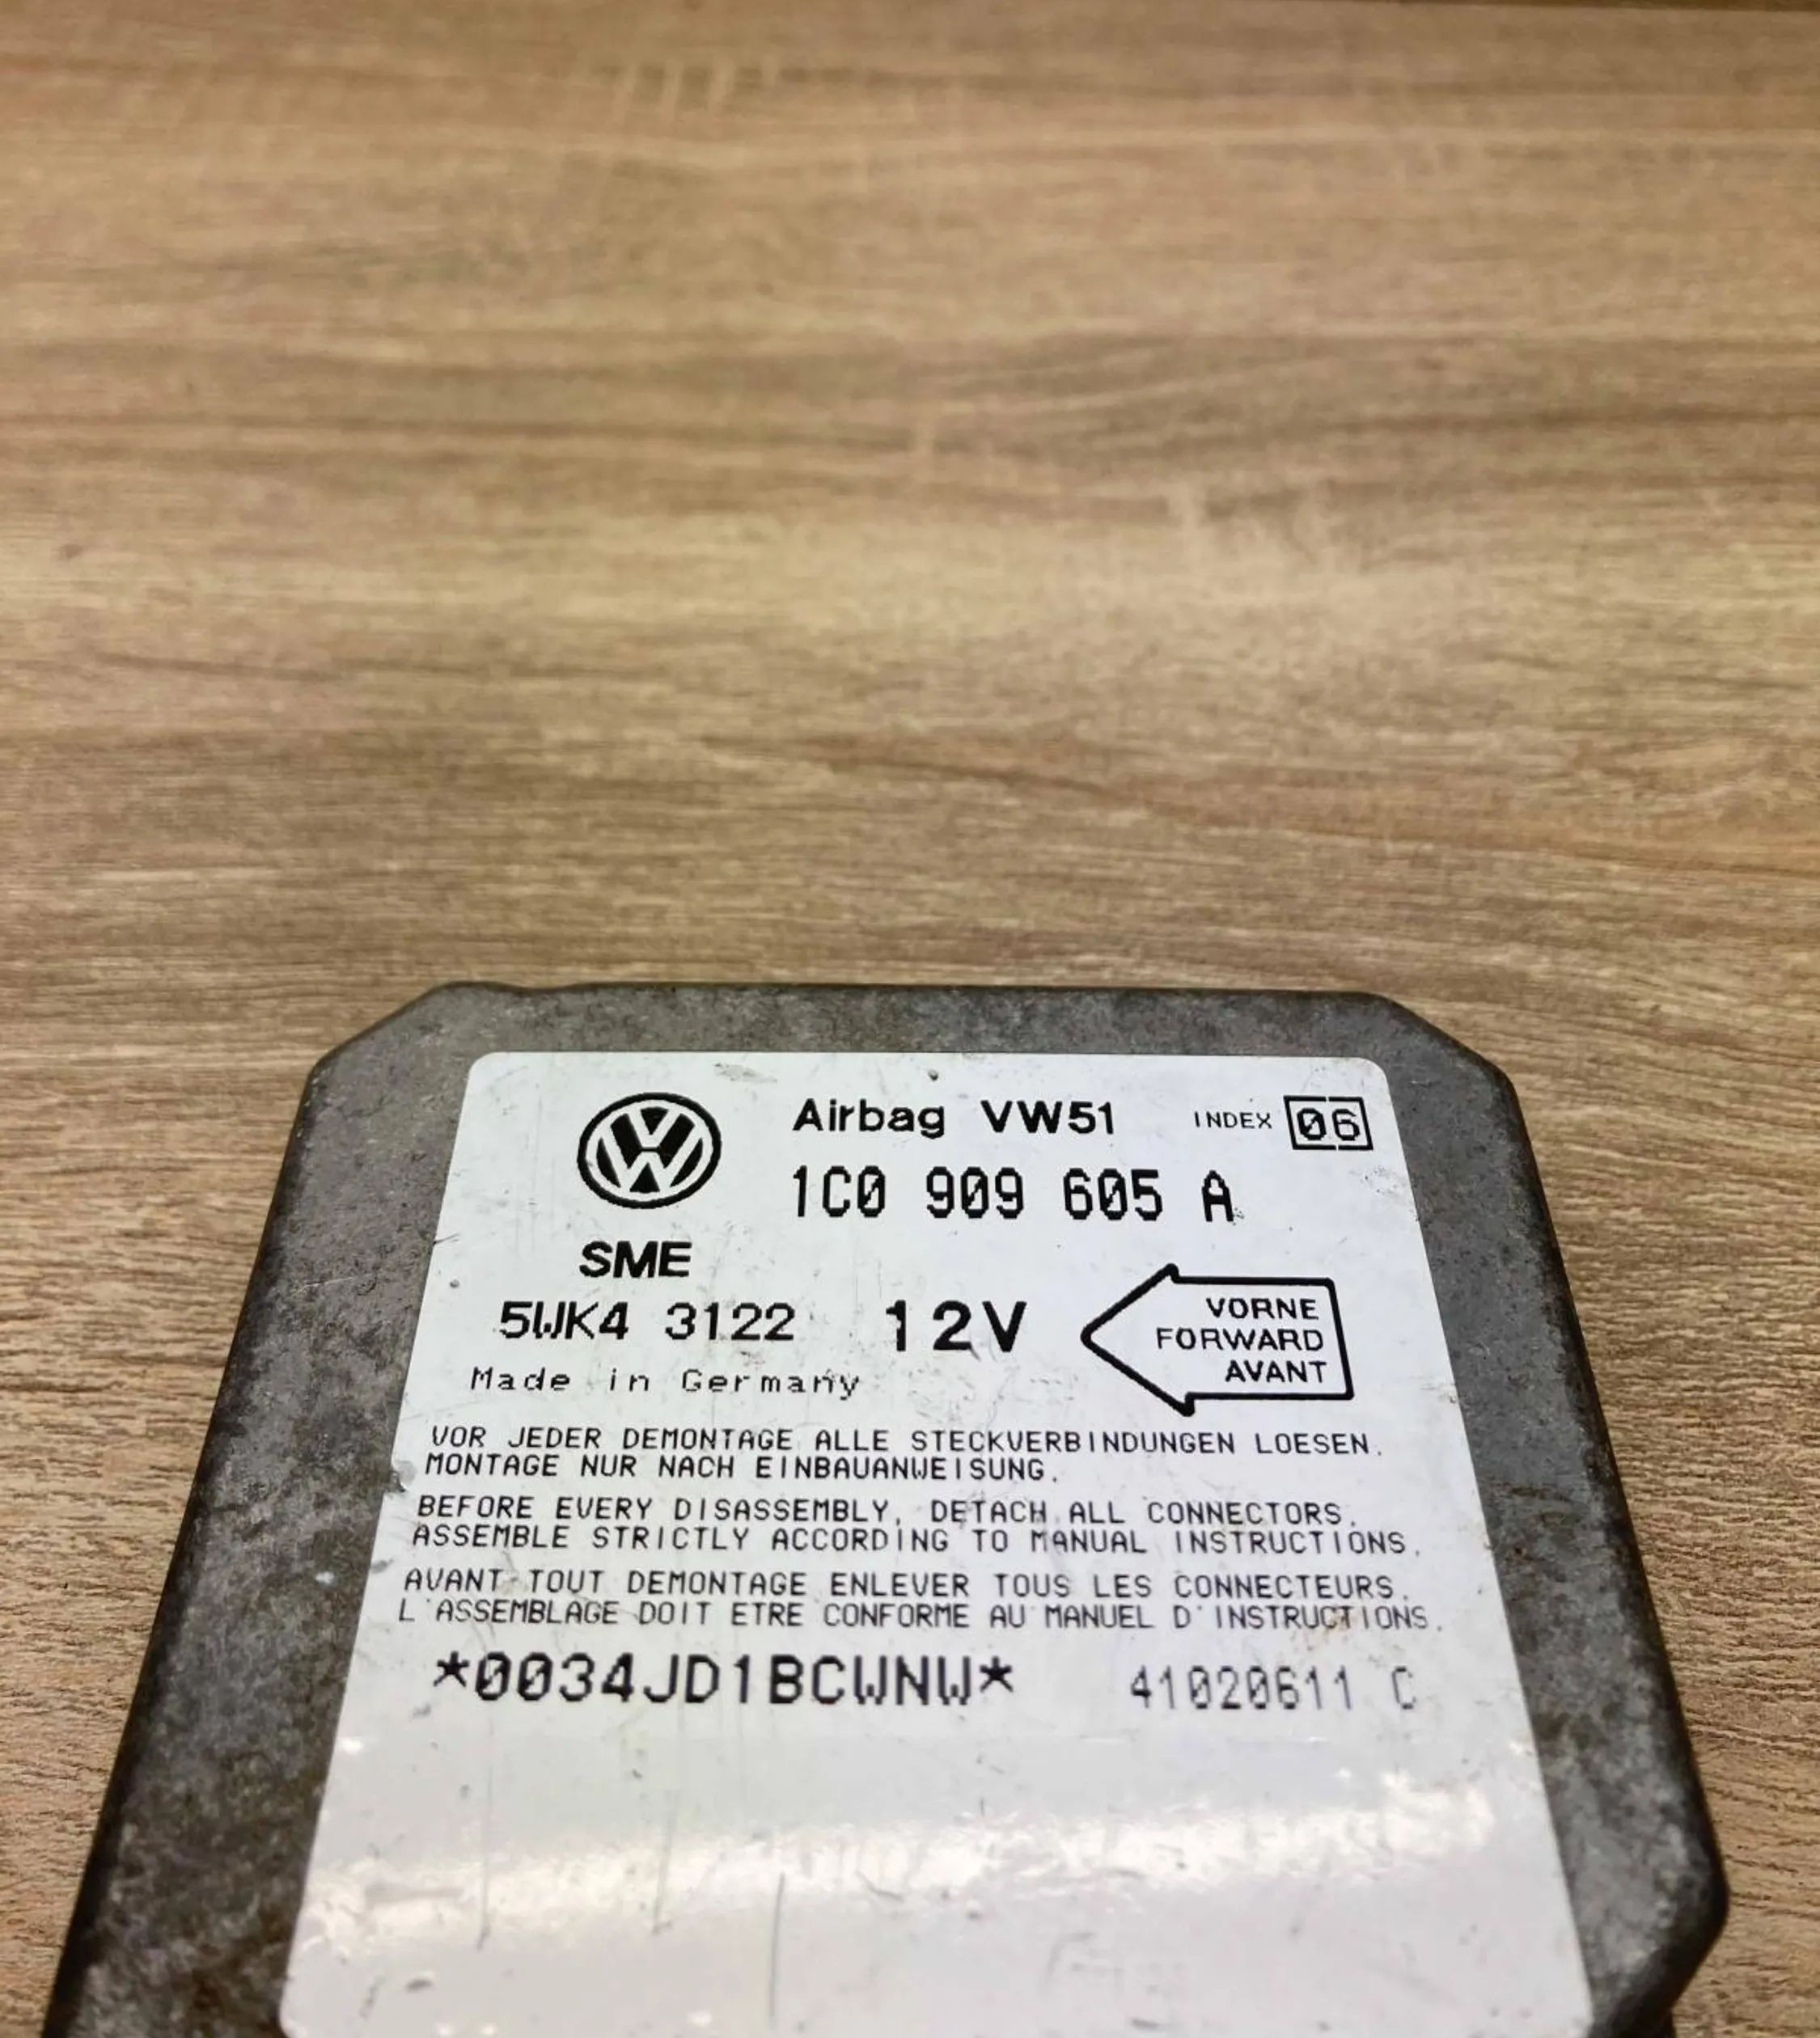 Airbag VW51 INDEX 06
1C0 909 605 A
SME
5WK4 3122 12V
VORNE
FORWARD
AVANT
Made in Germany
VOR JEDER DEMONTAGE ALLE STECKVERBINDUNGEN LOESEN.
MONTAGE NUR NACH EINBAUANWEISUNG.
BEFORE EVERY DISASSEMBLY, DETACH ALL CONNECTORS.
ASSEMBLE STRICTLY ACCORDING TO MANUAL INSTRUCTIONS.
AVANT TOUT DEMONTAGE ENLEVER TOUS LES CONNECTEURS.
L'ASSEMBLAGE DOIT ETRE CONFORME AU MANUEL D'INSTRUCTIONS.
*0034JD1BCWNW* 41020611 C